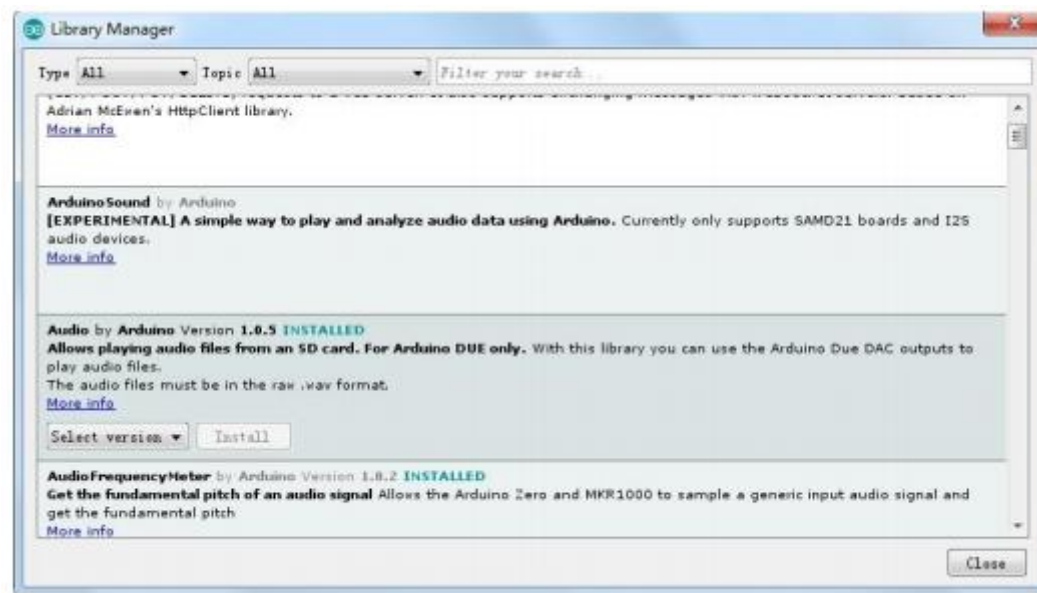 Library Manager
Type All Topic All Filter your search...
Adrian McEwen's HttpClient library.
More info
ArduinoSound by Arduino
[EXPERIMENTAL] A simple way to play and analyze audio data using Arduino. Currently only supports SAMD21 boards and I2S
audio devices.
More info
Audio by Arduino Version 1.0.5 INSTALLED
Allows playing audio files from an SD card. For Arduino DUE only. With this library you can use the Arduino Due DAC outputs to
play audio files.
The audio files must be in the raw .wav format.
More info
Select version Install
AudioFrequencyMeter by Arduino Version 1.0.2 INSTALLED
Get the fundamental pitch of an audio signal Allows the Arduino Zero and MKR1000 to sample a generic input audio signal and
get the fundamental pitch
More info
Close